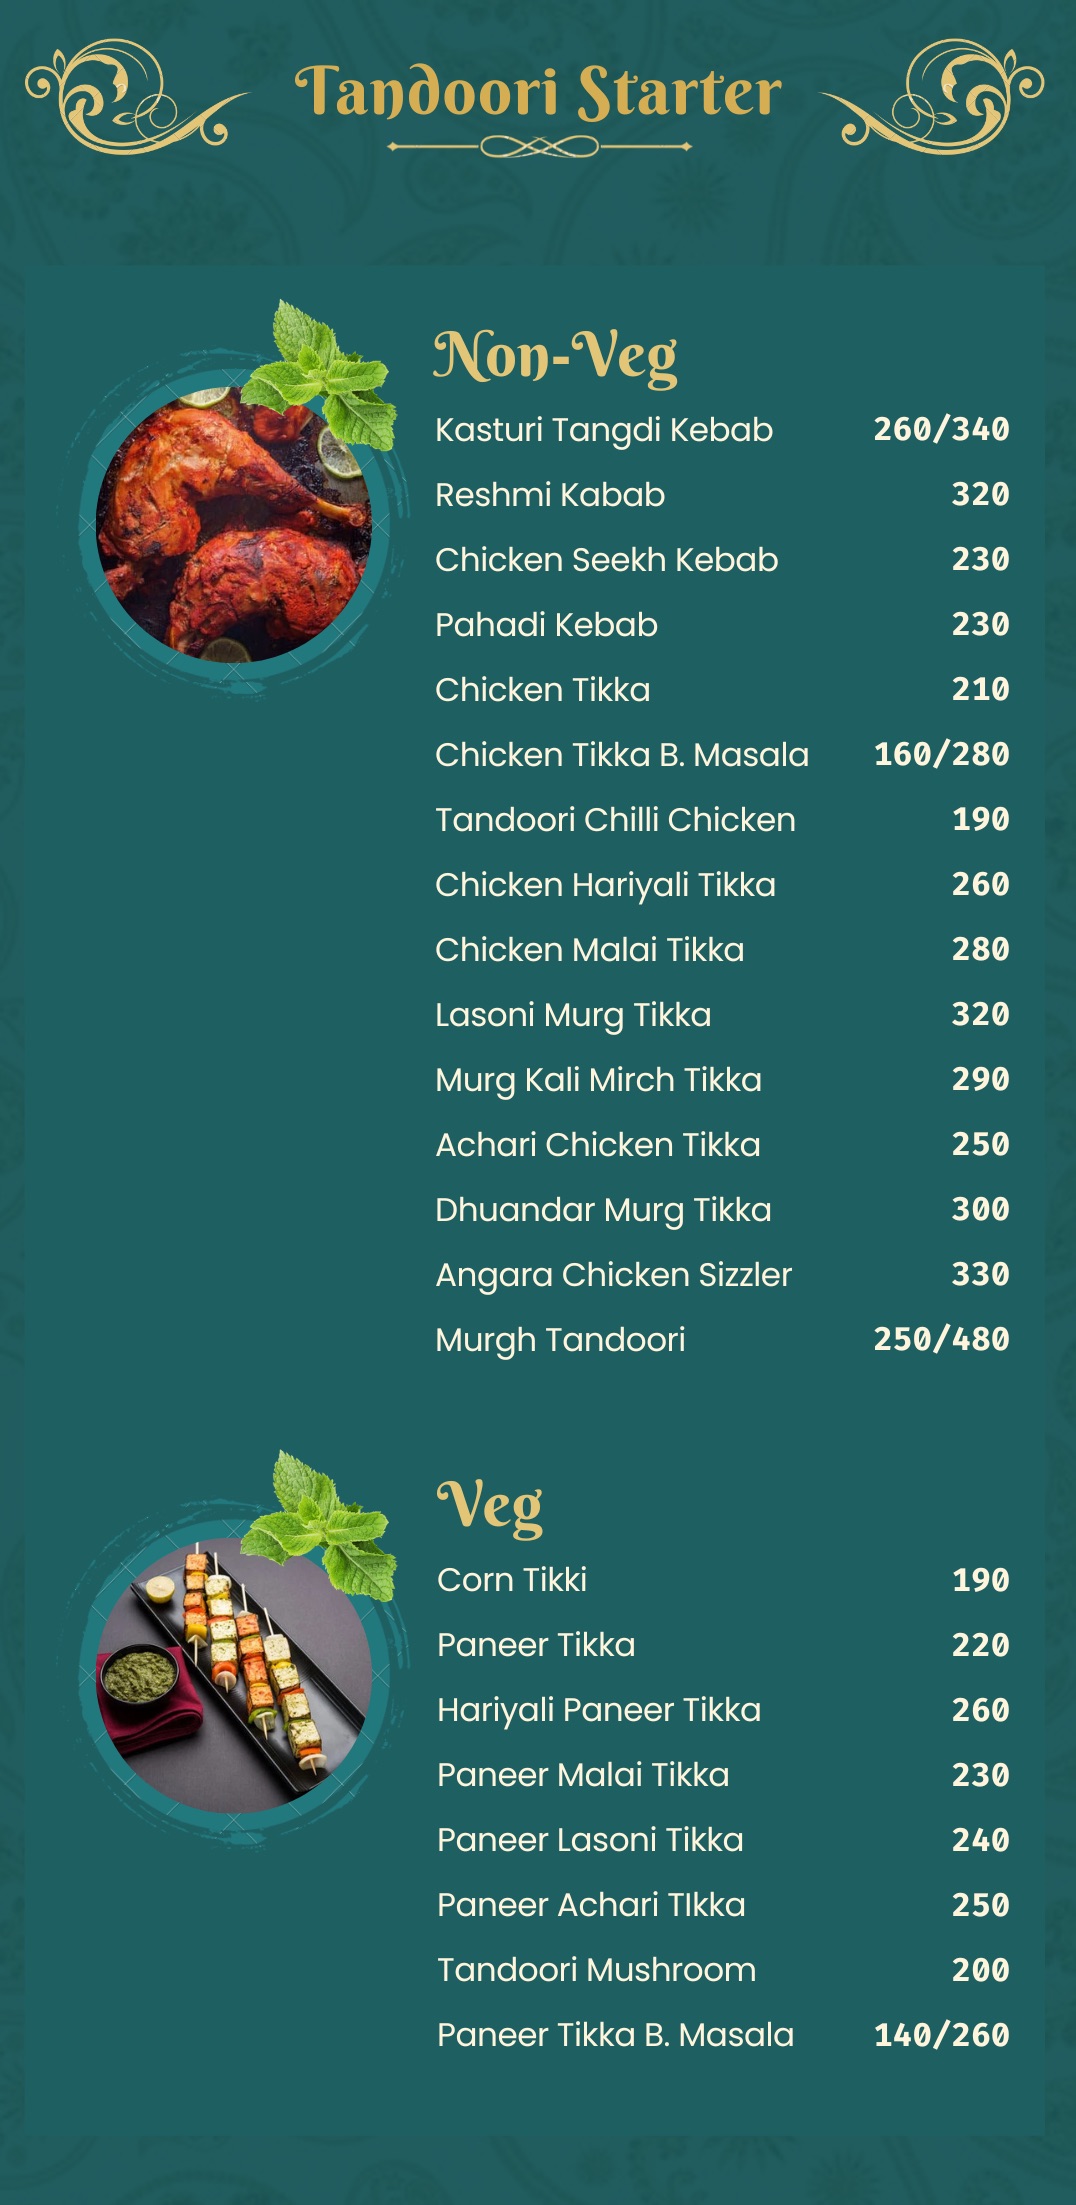 Tandoori Starter
Non-Veg
Kasturi Tangdi Kebab 260/340
Reshmi Kabab 320
Chicken Seekh Kebab 230
Pahadi Kebab 230
Chicken Tikka 210
Chicken Tikka B. Masala 160/280
Tandoori Chilli Chicken 190
Chicken Hariyali Tikka 260
Chicken Malai Tikka 280
Lasoni Murg Tikka 320
Murg Kali Mirch Tikka 290
Achari Chicken Tikka 250
Dhuandar Murg Tikka 300
Angara Chicken Sizzler 330
Murgh Tandoori 250/480
Veg
Corn Tikki 190
Paneer Tikka 220
Hariyali Paneer Tikka 260
Paneer Malai Tikka 230
Paneer Lasoni Tikka 240
Paneer Achari TIkka 250
Tandoori Mushroom 200
Paneer Tikka B. Masala 140/260